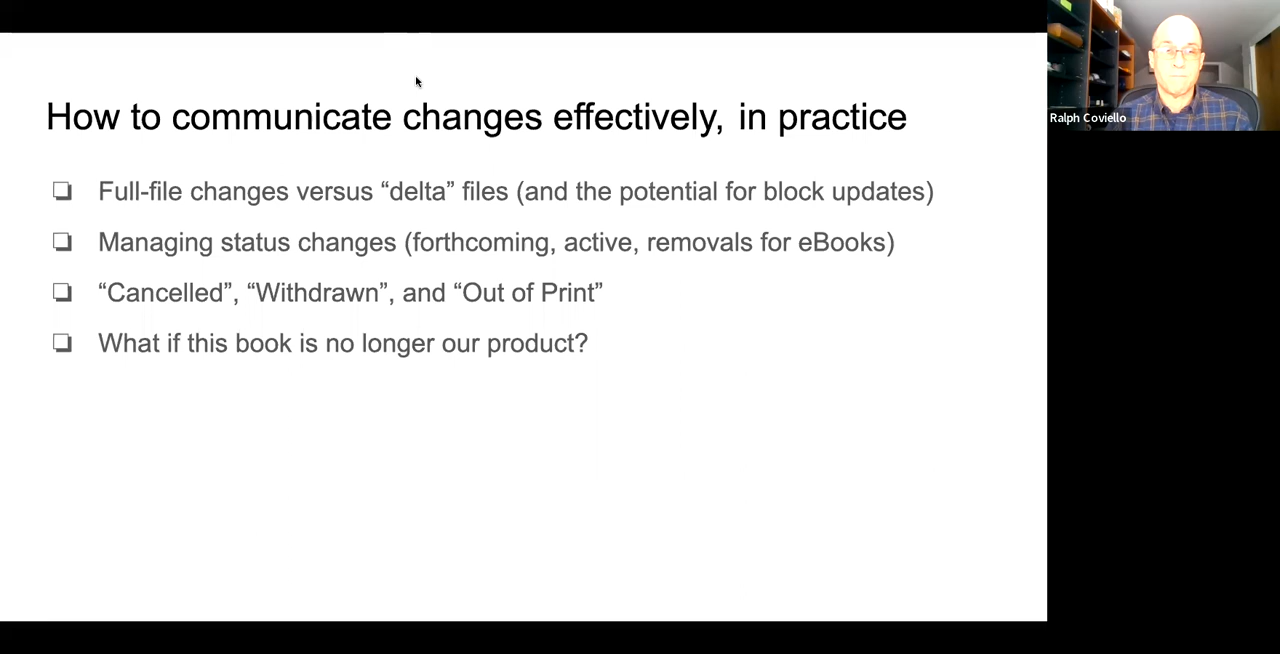 How to communicate changes effectively, in practice
❏ Full-file changes versus “delta” files (and the potential for block updates)
❏ Managing status changes (forthcoming, active, removals for eBooks)
❏ “Cancelled”, “Withdrawn”, and “Out of Print”
❏ What if this book is no longer our product?
Ralph Coviello